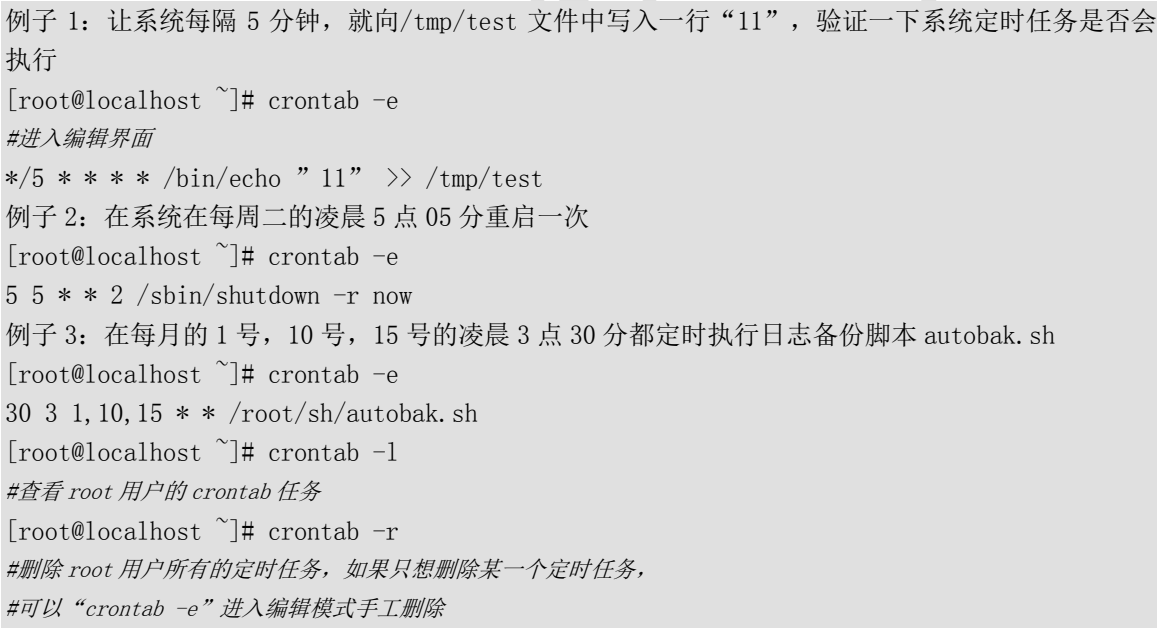 例子 1：让系统每隔 5 分钟，就向/tmp/test 文件中写入一行“11”，验证一下系统定时任务是否会
执行
[root@localhost ~]# crontab -e
#进入编辑界面
*/5 * * * * /bin/echo ”11” >> /tmp/test
例子 2：在系统在每周二的凌晨 5 点 05 分重启一次
[root@localhost ~]# crontab -e
5 5 * * 2 /sbin/shutdown -r now
例子 3：在每月的 1 号，10 号，15 号的凌晨 3 点 30 分都定时执行日志备份脚本 autobak.sh
[root@localhost ~]# crontab -e
30 3 1,10,15 * * /root/sh/autobak.sh
[root@localhost ~]# crontab -l
#查看 root 用户的 crontab 任务
[root@localhost ~]# crontab -r
#删除 root 用户所有的定时任务，如果只想删除某一个定时任务，
#可以“crontab -e”进入编辑模式手工删除